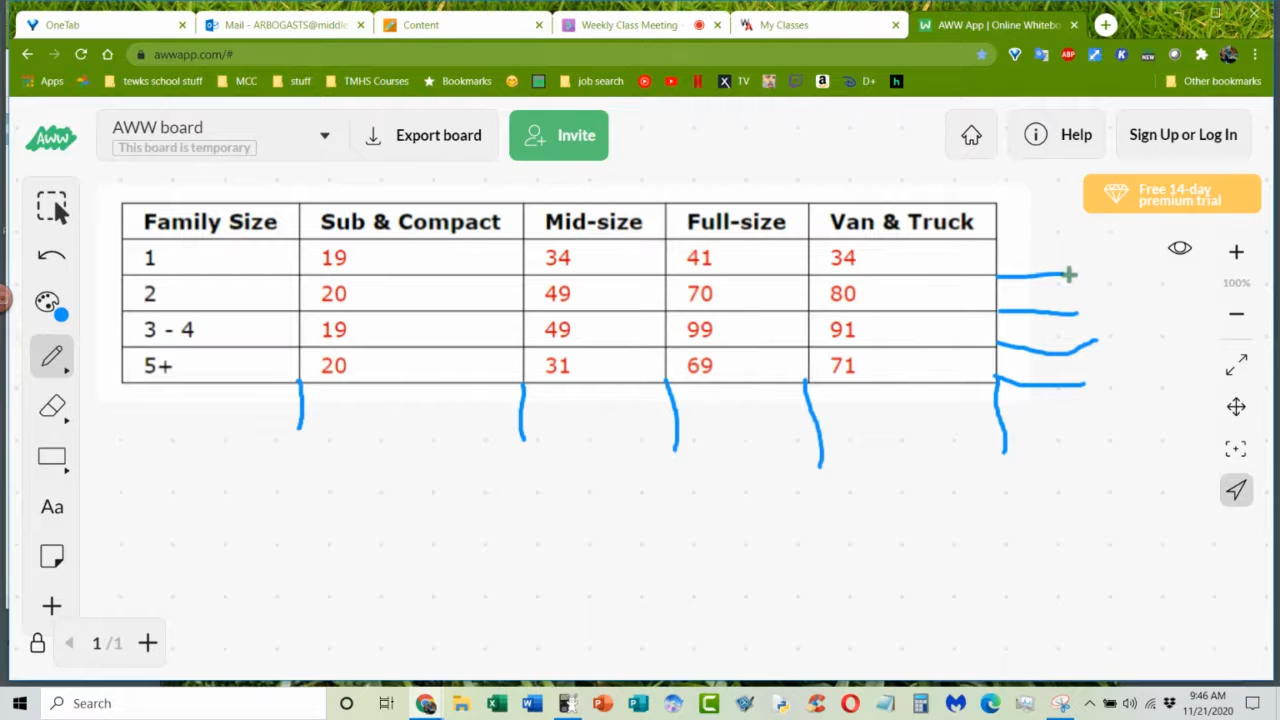 OneTab
Mail - ARBOGASTS@middle
Content
Weekly Class Meeting -
My Classes
AWW App | Online Whitebo
awwapp.com/#
ABP
K
NEW
Apps
tewks school stuff
MCC
stuff
TMHS Courses
Bookmarks
job search
X TV
a
D+
h
Other bookmarks
AWW
AWW board
This board is temporary
Export board
Invite
Help
Sign Up or Log In
Free 14-day
premium trial
Family Size Sub & Compact Mid-size Full-size Van & Truck
1 19 34 41 34
2 20 49 70 80
3 - 4 19 49 99 91
5+ 20 31 69 71
100%
Aa
1 / 1
Search
9:46 AM
11/21/2020